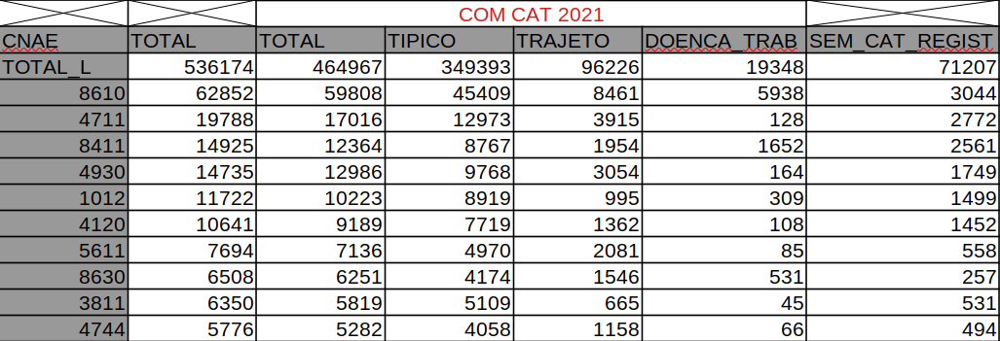 COM CAT 2021
CNAE TOTAL TOTAL TIPICO TRAJETO DOENCA_TRAB SEM_CAT_REGIST
TOTAL_L 536174 464967 349393 96226 19348 71207
8610 62852 59808 45409 8461 5938 3044
4711 19788 17016 12973 3915 128 2772
8411 14925 12364 8767 1954 1652 2561
4930 14735 12986 9768 3054 164 1749
1012 11722 10223 8919 995 309 1499
4120 10641 9189 7719 1362 108 1452
5611 7694 7136 4970 2081 85 558
8630 6508 6251 4174 1546 531 257
3811 6350 5819 5109 665 45 531
4744 5776 5282 4058 1158 66 494